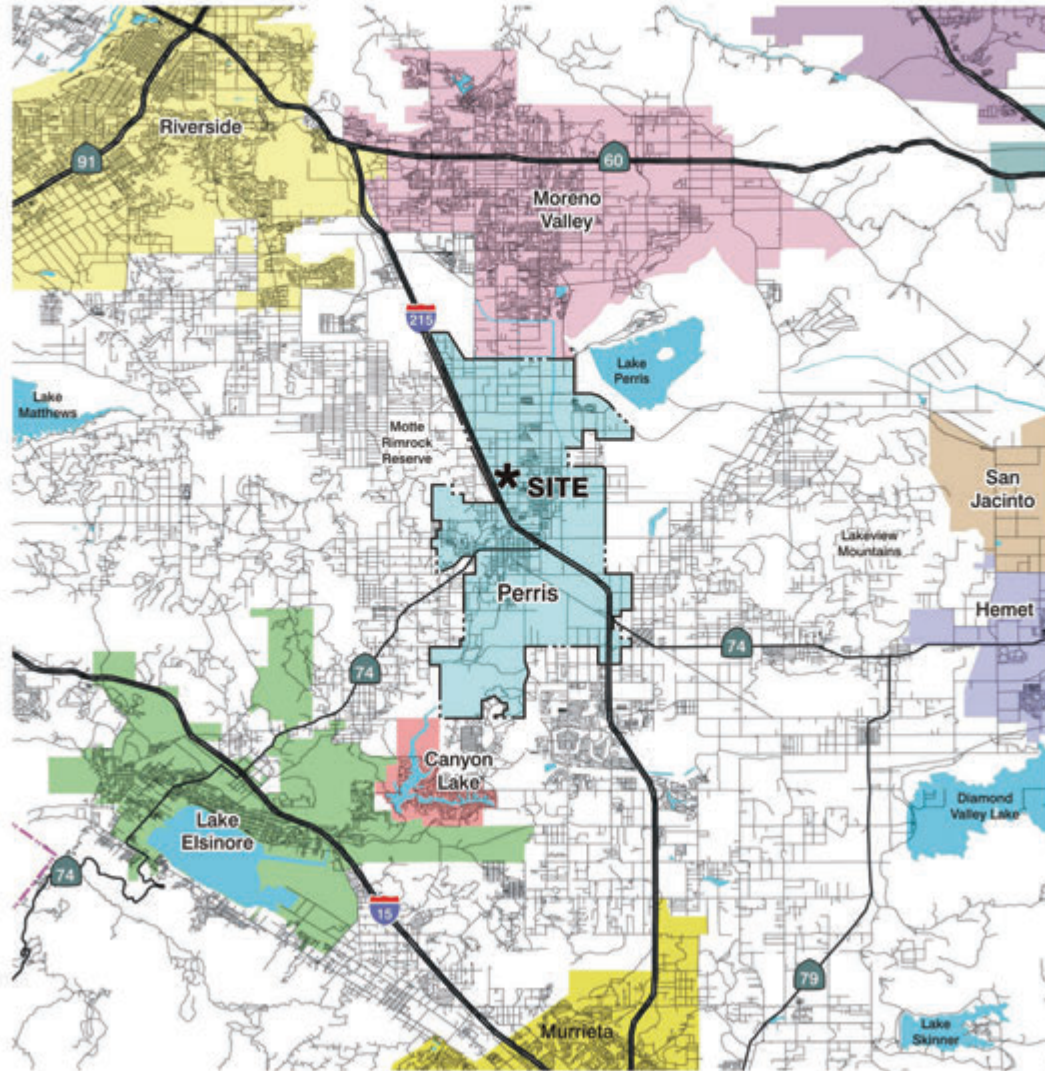 Riverside
91
60
Moreno
Valley
215
Lake
Perris
Lake
Matthews
Motte
Rimrock
Reserve
* SITE
San
Jacinto
Lakeview
Mountains
Perris
Hemet
74
74
Canyon
Lake
Diamond
Valley Lake
Lake
Elsinore
74
15
79
Murrieta
Lake
Skinner